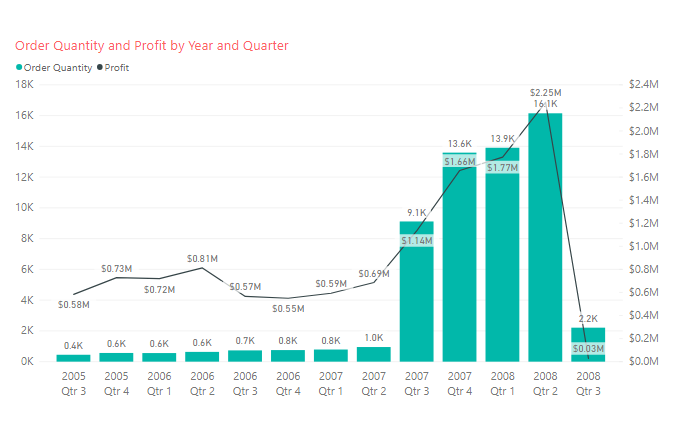 Order Quantity and Profit by Year and Quarter
Order Quantity Profit
18K
16K
14K
12K
10K
8K
6K
4K
2K
0K
$2.4M
$2.2M
$2.0M
$1.8M
$1.6M
$1.4M
$1.2M
$1.0M
$0.8M
$0.6M
$0.4M
$0.2M
$0.0M
0.4K
0.6K
0.6K
0.6K
0.7K
0.8K
0.8K
1.0K
9.1K
13.6K
13.9K
16.1K
2.2K
$0.58M
$0.73M
$0.72M
$0.81M
$0.57M
$0.55M
$0.59M
$0.69M
$1.14M
$1.66M
$1.77M
$2.25M
$0.03M
2005 2005 2006 2006 2006 2006 2007 2007 2007 2007 2008 2008 2008
Qtr 3 Qtr 4 Qtr 1 Qtr 2 Qtr 3 Qtr 4 Qtr 1 Qtr 2 Qtr 3 Qtr 4 Qtr 1 Qtr 2 Qtr 3